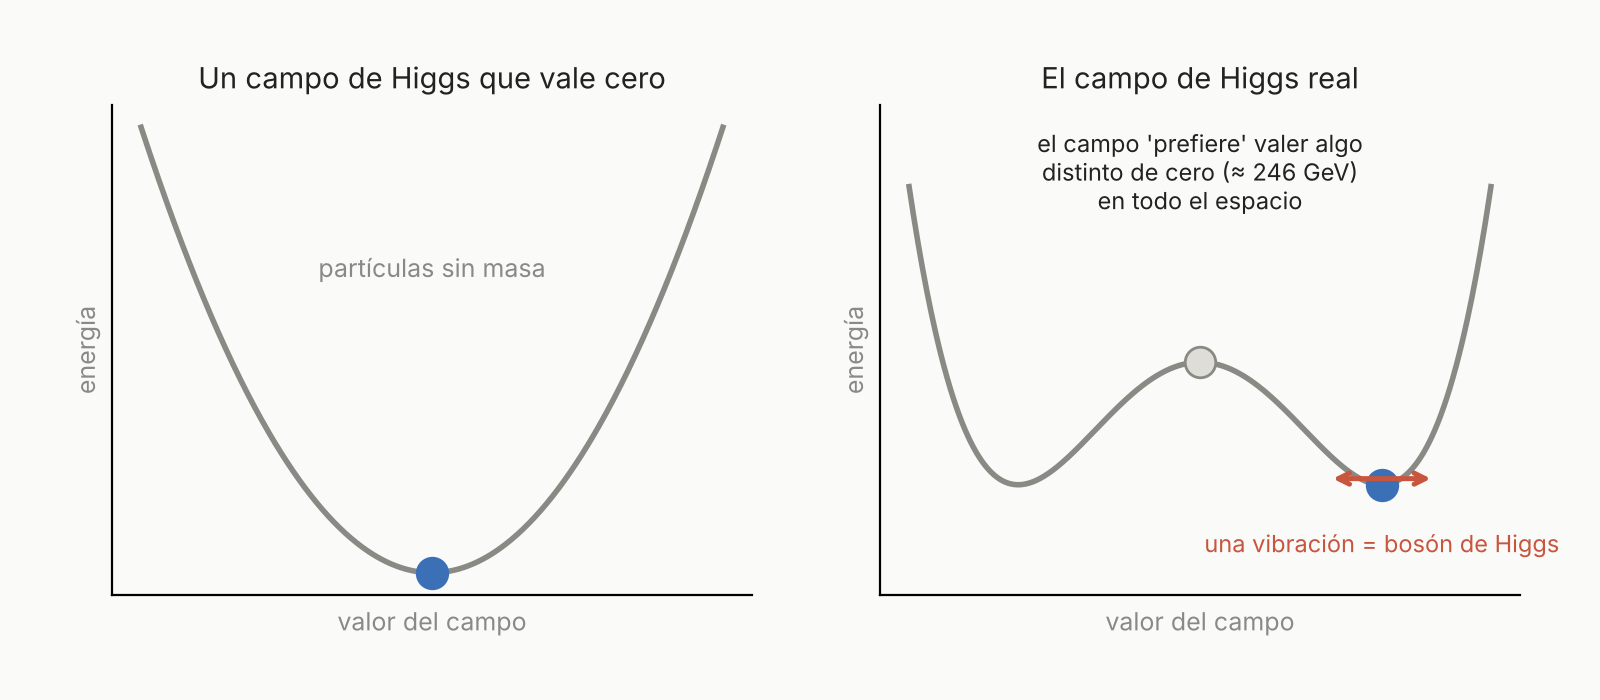 Un campo de Higgs que vale cero
partículas sin masa
energía
valor del campo
El campo de Higgs real
el campo 'prefiere' valer algo
distinto de cero (≈ 246 GeV)
en todo el espacio
energía
una vibración = bosón de Higgs
valor del campo